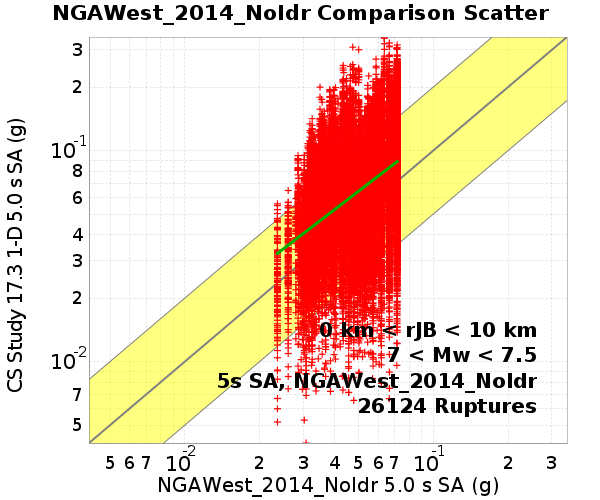 NGAWest_2014_NoIdr Comparison Scatter
CS Study 17.3 1-D 5.0 s SA (g)
3
2
10⁻¹
8
6
4
3
2
10⁻²
7
5
0 km < rJB < 10 km
7 < Mw < 7.5
5s SA, NGAWest_2014_NoIdr
26124 Ruptures
5 6 7 10⁻² 2 3 4 5 6 7 10⁻¹ 2 3
NGAWest_2014_NoIdr 5.0 s SA (g)